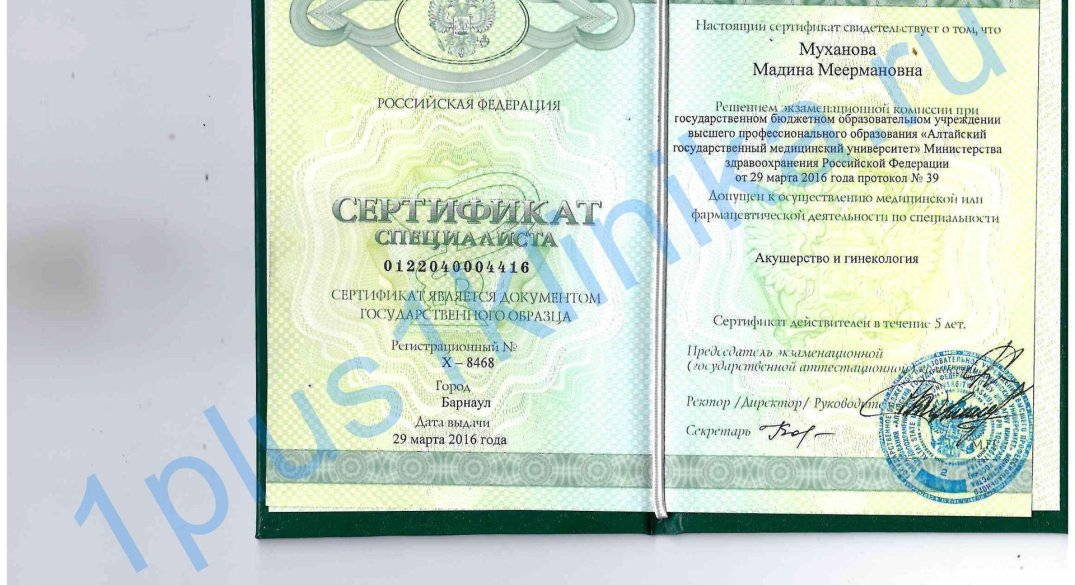 РОССИЙСКАЯ ФЕДЕРАЦИЯ
СЕРТИФИКАТ
СПЕЦИАЛИСТА
0122040004416
СЕРТИФИКАТ ЯВЛЯЕТСЯ ДОКУМЕНТОМ
ГОСУДАРСТВЕННОГО ОБРАЗЦА
Регистрационный №
Х – 8468
Город
Барнаул
Дата выдачи
29 марта 2016 года
Настоящий сертификат свидетельствует о том, что
Муханова
Мадина Меермановна
Решением экзаменационной комиссии при
государственном бюджетном образовательном учреждении
высшего профессионального образования «Алтайский
государственный медицинский университет» Министерства
здравоохранения Российской Федерации
от 29 марта 2016 года протокол № 39
Допущен к осуществлению медицинской или
фармацевтической деятельности по специальности
Акушерство и гинекология
Сертификат действителен в течение 5 лет.
Председатель экзаменационной
(государственной аттестационной
Ректор /Директор/ Руководите
Секретарь
М.П.
2
1plus1klinika.ru